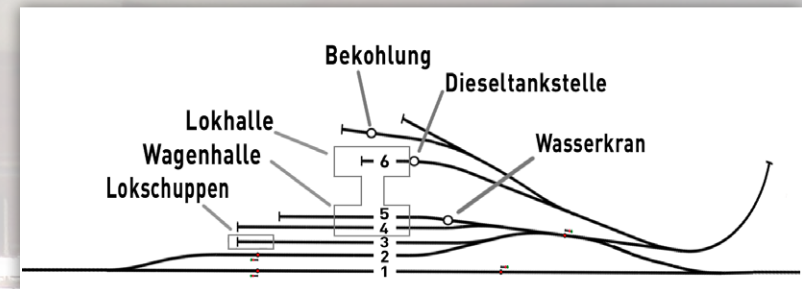 Bekohlung
Dieseltankstelle
Lokhalle
Wagenhalle
Wasserkran
Lokschuppen
6
5
4
3
2
1